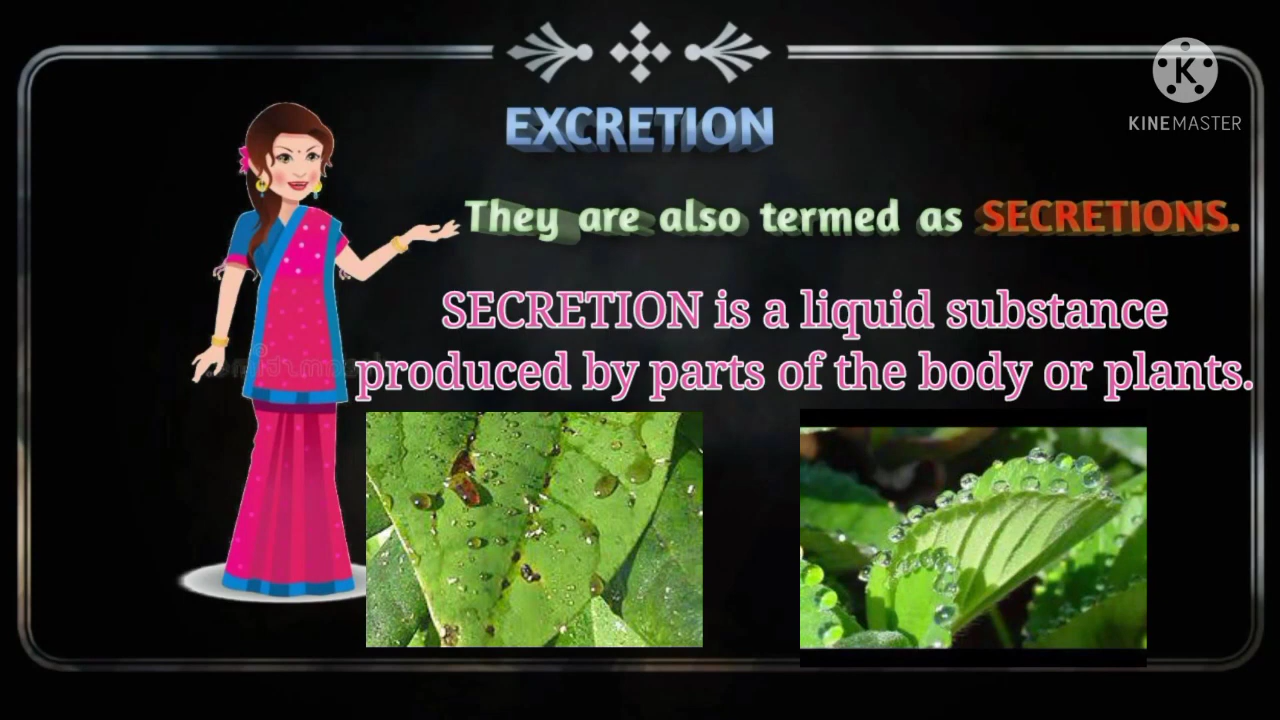 K
KINEMASTER
EXCRETION
They are also termed as SECRETIONS.
SECRETION is a liquid substance
produced by parts of the body or plants.